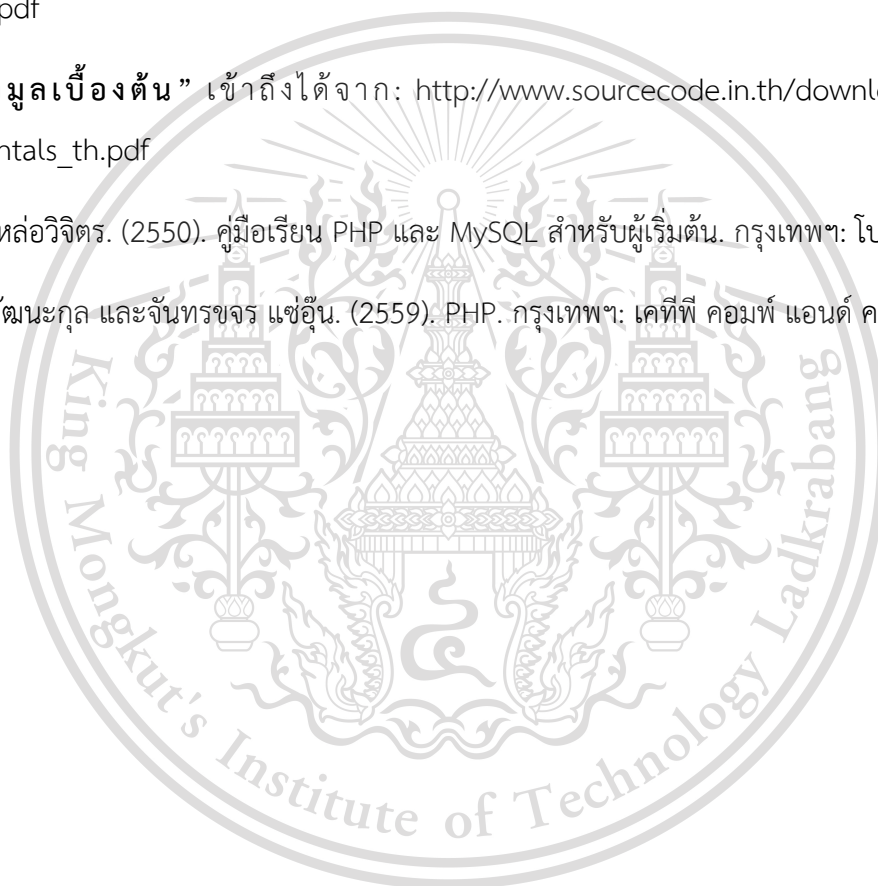 pdf
มูลเบื้องต้น” เข้าถึงได้จาก: http://www.sourcecode.in.th/downl
ntals_th.pdf
หล่อวิจิตร. (2550). คู่มือเรียน PHP และ MySQL สำหรับผู้เริ่มต้น. กรุงเทพฯ: โป
วัฒนะกุล และจันทรขจร แซ่อุ๊น. (2559). PHP. กรุงเทพฯ: เคทีพี คอมพ์ แอนด์ ค
King Mongkut's Institute of Technology Ladkrabang